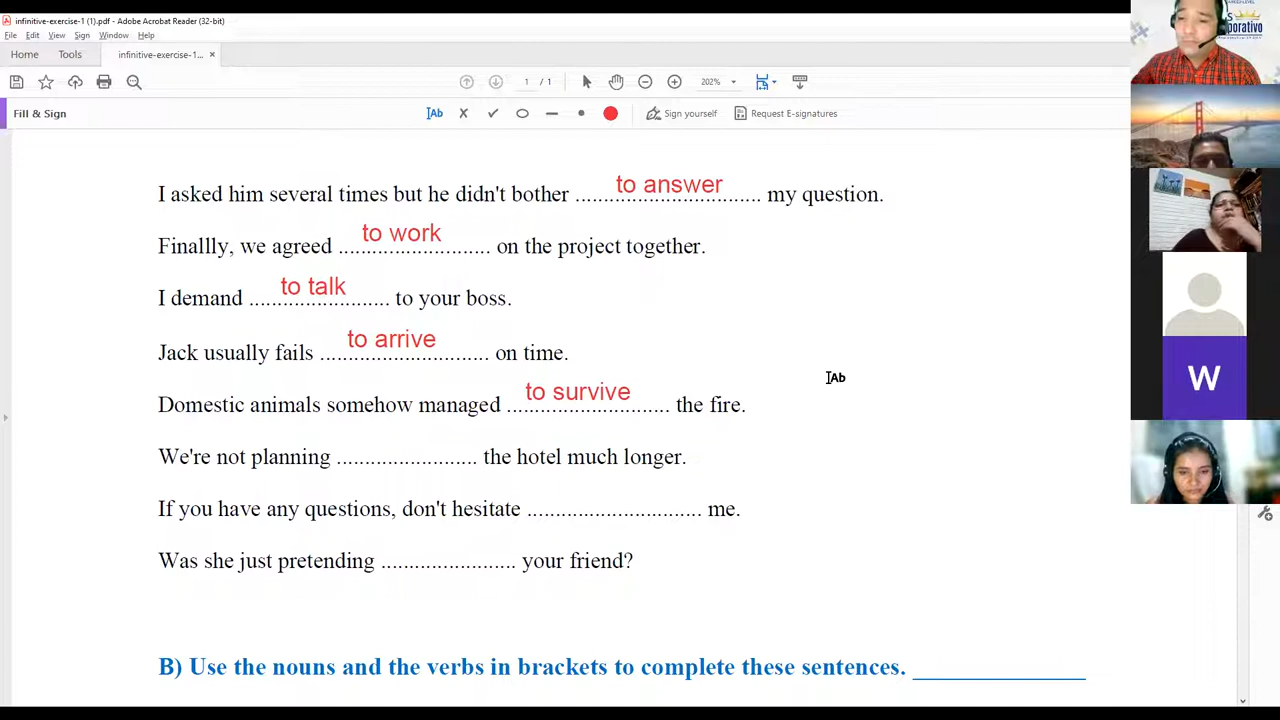 infinitive-exercise-1 (1).pdf - Adobe Acrobat Reader (32-bit)
File Edit View Sign Window Help
Home Tools infinitive-exercise-1... ×
1 / 1 202%
Fill & Sign Ab Sign yourself Request E-signatures
I asked him several times but he didn't bother ................................ to answer my question.
Finallly, we agreed ........................... to work on the project together.
I demand ......................... to talk to your boss.
Jack usually fails .............................. to arrive on time.
Domestic animals somehow managed ............................. to survive the fire.
We're not planning ......................... the hotel much longer.
If you have any questions, don't hesitate ............................... me.
Was she just pretending ........................ your friend?
B) Use the nouns and the verbs in brackets to complete these sentences. _______________
Ab
porativo
W